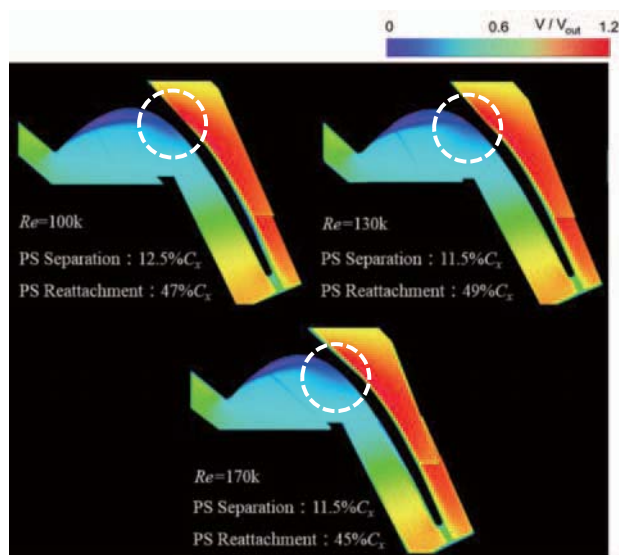 0 0.6 V / V_out 1.2
Re=100k
PS Separation : 12.5%C_x
PS Reattachment : 47%C_x
Re=130k
PS Separation : 11.5%C_x
PS Reattachment : 49%C_x
Re=170k
PS Separation : 11.5%C_x
PS Reattachment : 45%C_x